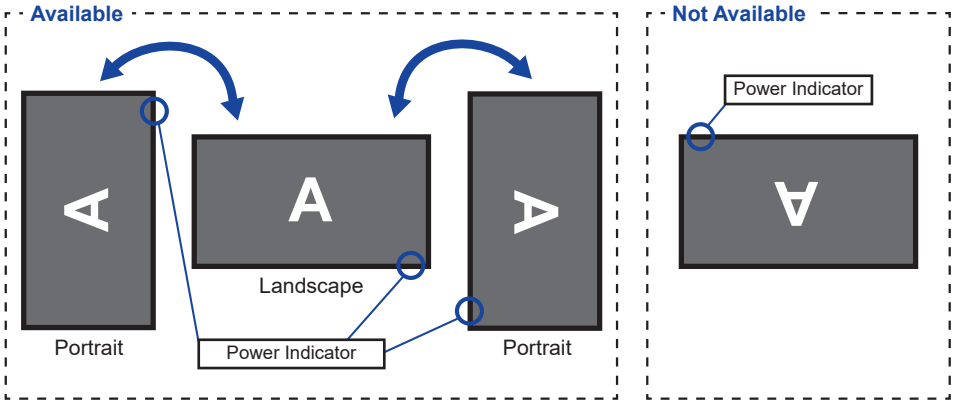 Available
Not Available
Power Indicator
A
A
A
A
Landscape
Portrait
Power Indicator
Portrait